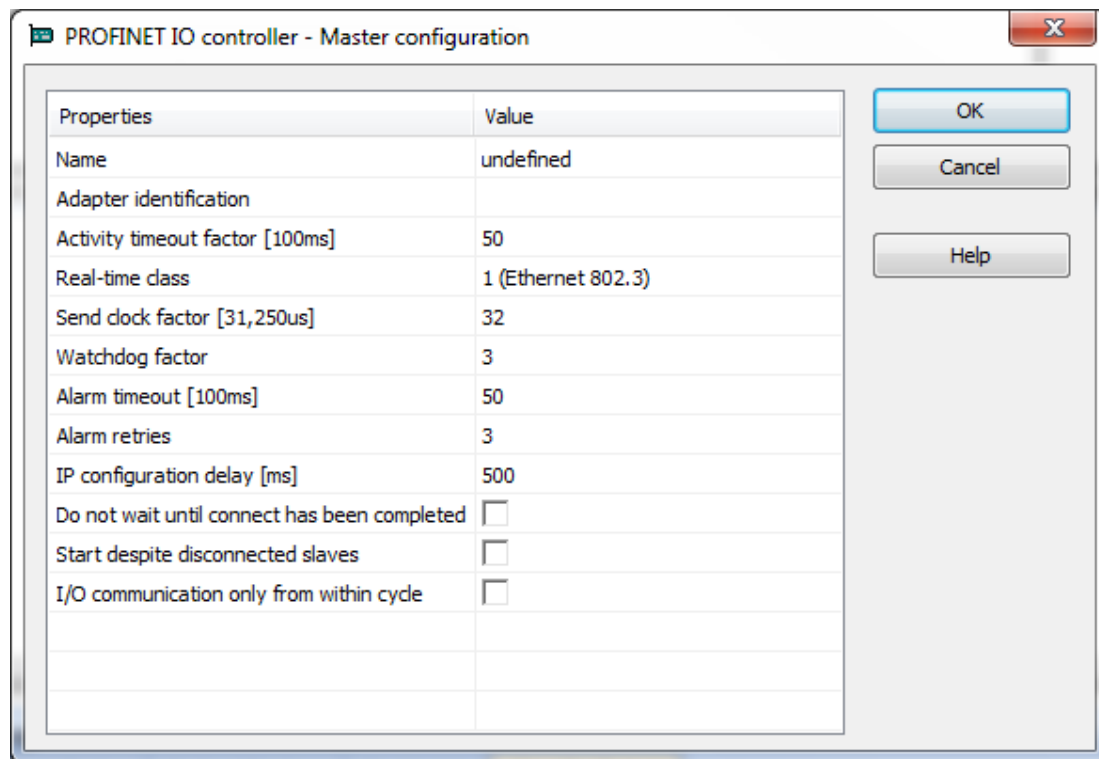 PROFINET IO controller - Master configuration
Properties Value
OK
Name undefined
Cancel
Adapter identification
Activity timeout factor [100ms] 50
Help
Real-time class 1 (Ethernet 802.3)
Send clock factor [31,250us] 32
Watchdog factor 3
Alarm timeout [100ms] 50
Alarm retries 3
IP configuration delay [ms] 500
Do not wait until connect has been completed
Start despite disconnected slaves
I/O communication only from within cycle